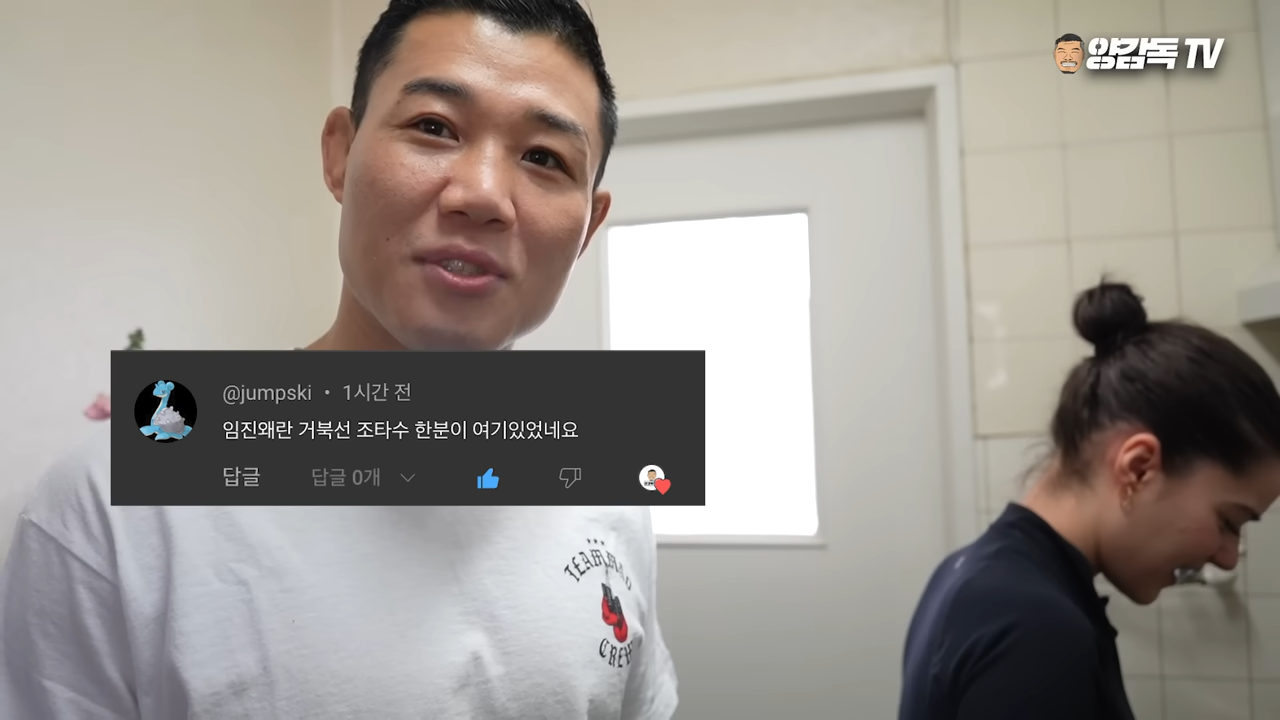 양감독 TV
@jumpski • 1시간 전
임진왜란 거북선 조타수 한분이 여기있었네요
답글 답글 0개
CREW